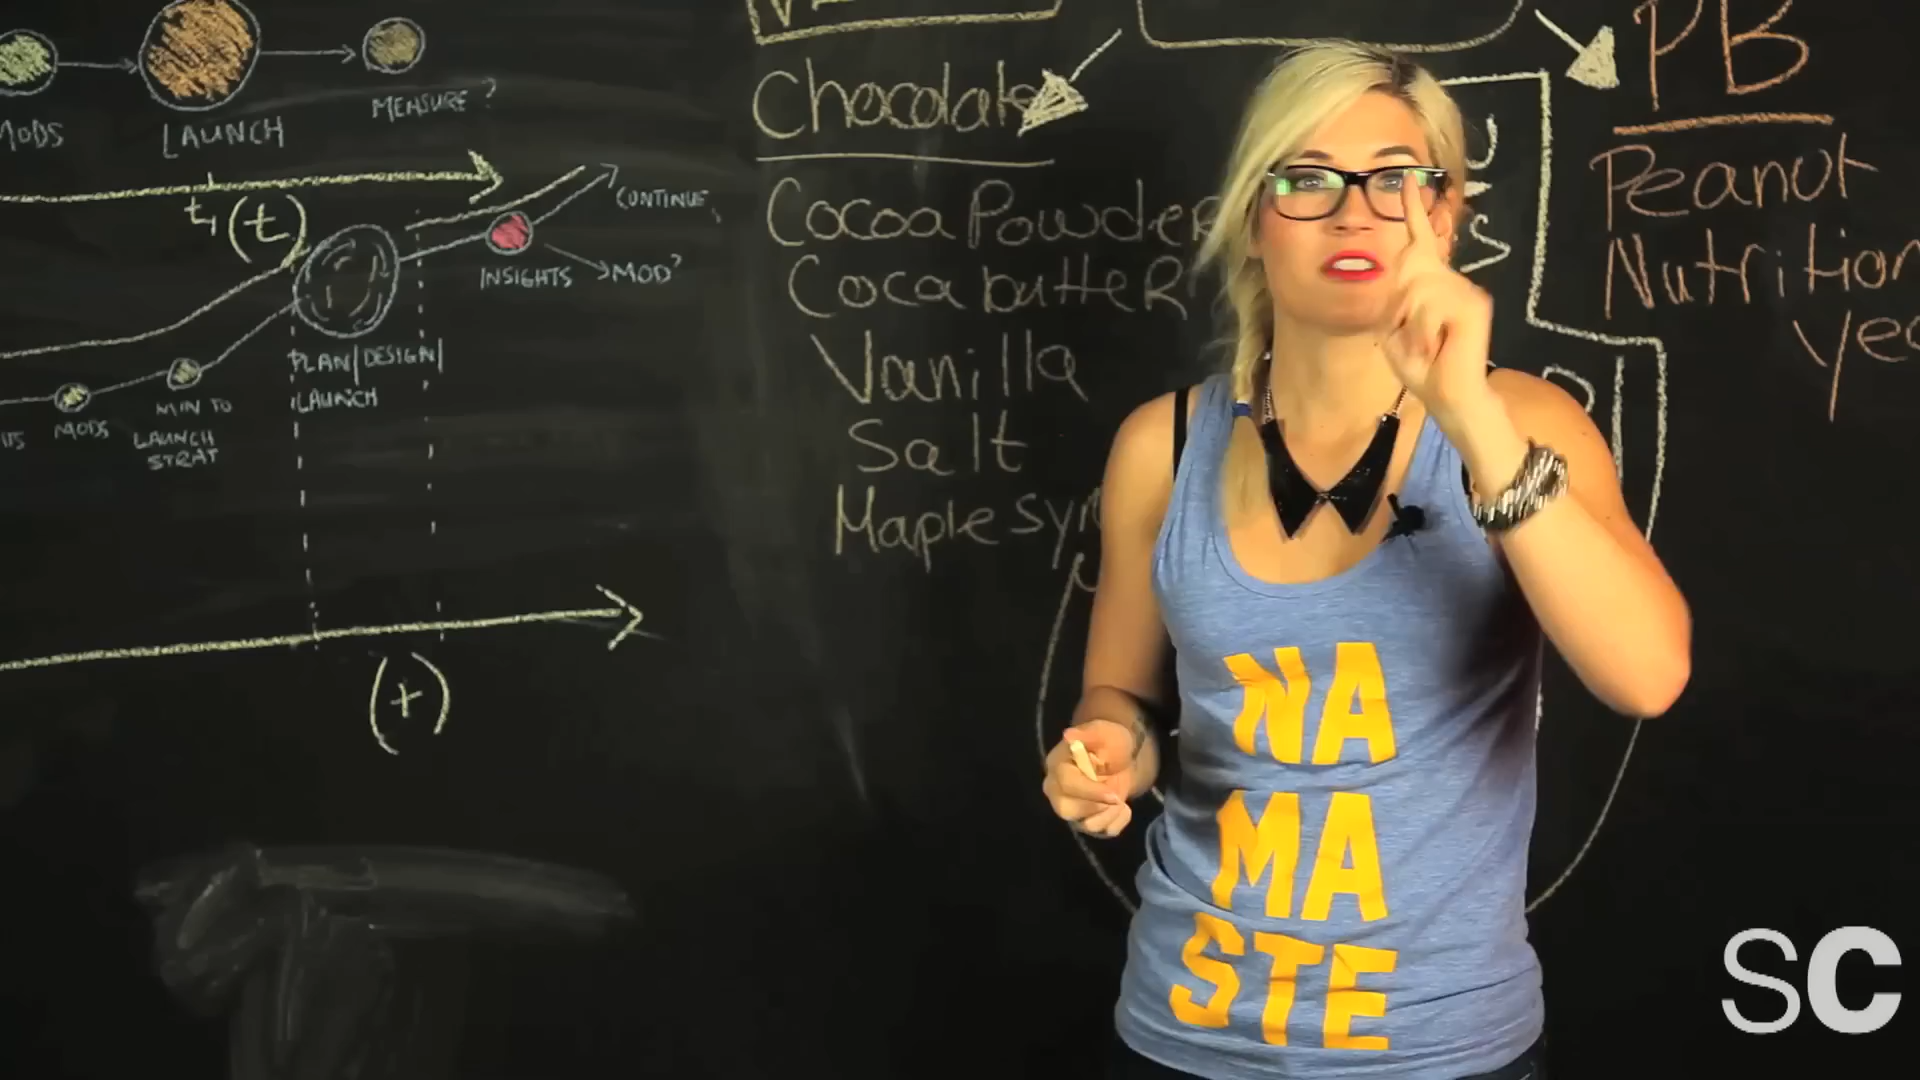 MODS
LAUNCH
MEASURE?
t, (t)
CONTINUE
INSIGHTS
MOD?
PLAN/DESIGN/
LAUNCH
MODS
MIN TO
LAUNCH
STRAT
(+)
Chocolate
Cocoa Powder
Coca butteR
Vanilla
Salt
Maple Syr
PB
Peanut
Nutrition
yea
NA
MA
STE
SC